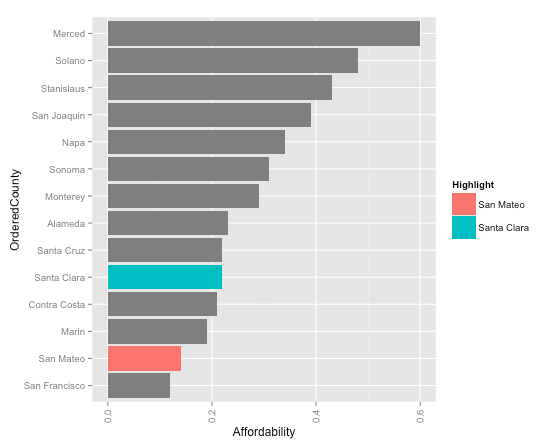 Merced
Solano
Stanislaus
San Joaquin
Napa
Sonoma
Monterey
Alameda
Santa Cruz
Santa Clara
Contra Costa
Marin
San Mateo
San Francisco
OrderedCounty
0.0
0.2
0.4
0.6
Affordability
Highlight
San Mateo
Santa Clara